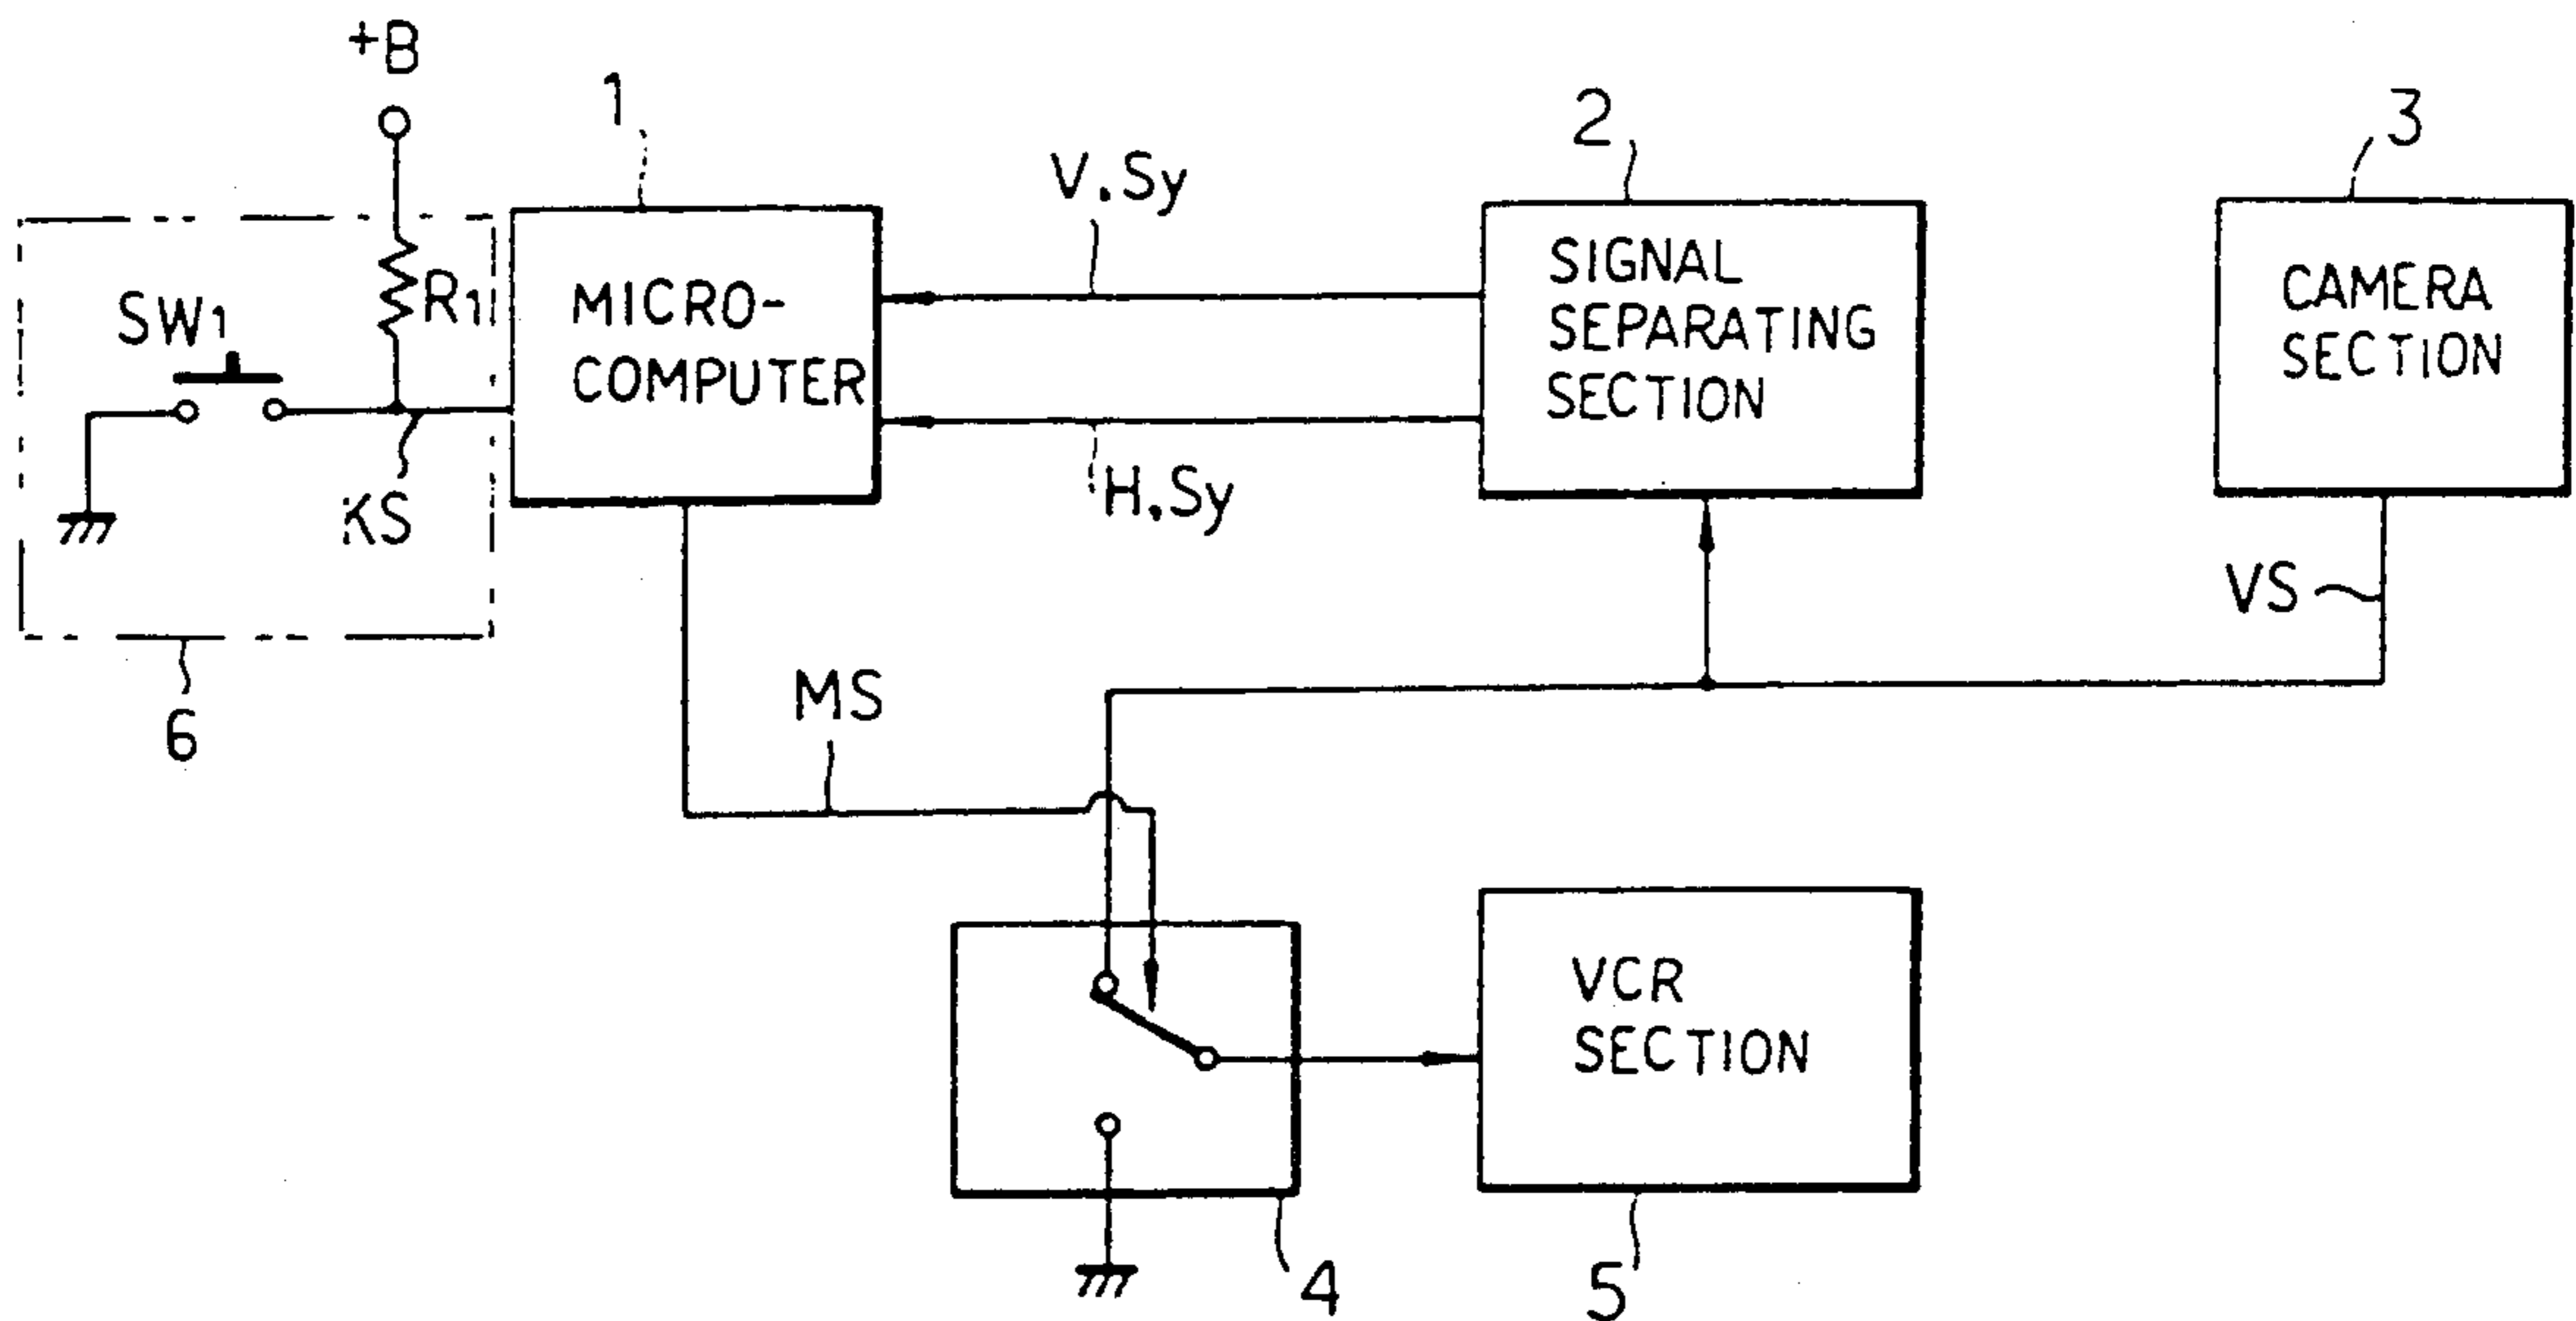 +B
1
2
3
V.Sy
SW1
R1
MICRO-
COMPUTER
SIGNAL
SEPARATING
SECTION
CAMERA
SECTION
KS
H.Sy
VS
6
MS
VCR
SECTION
4
5